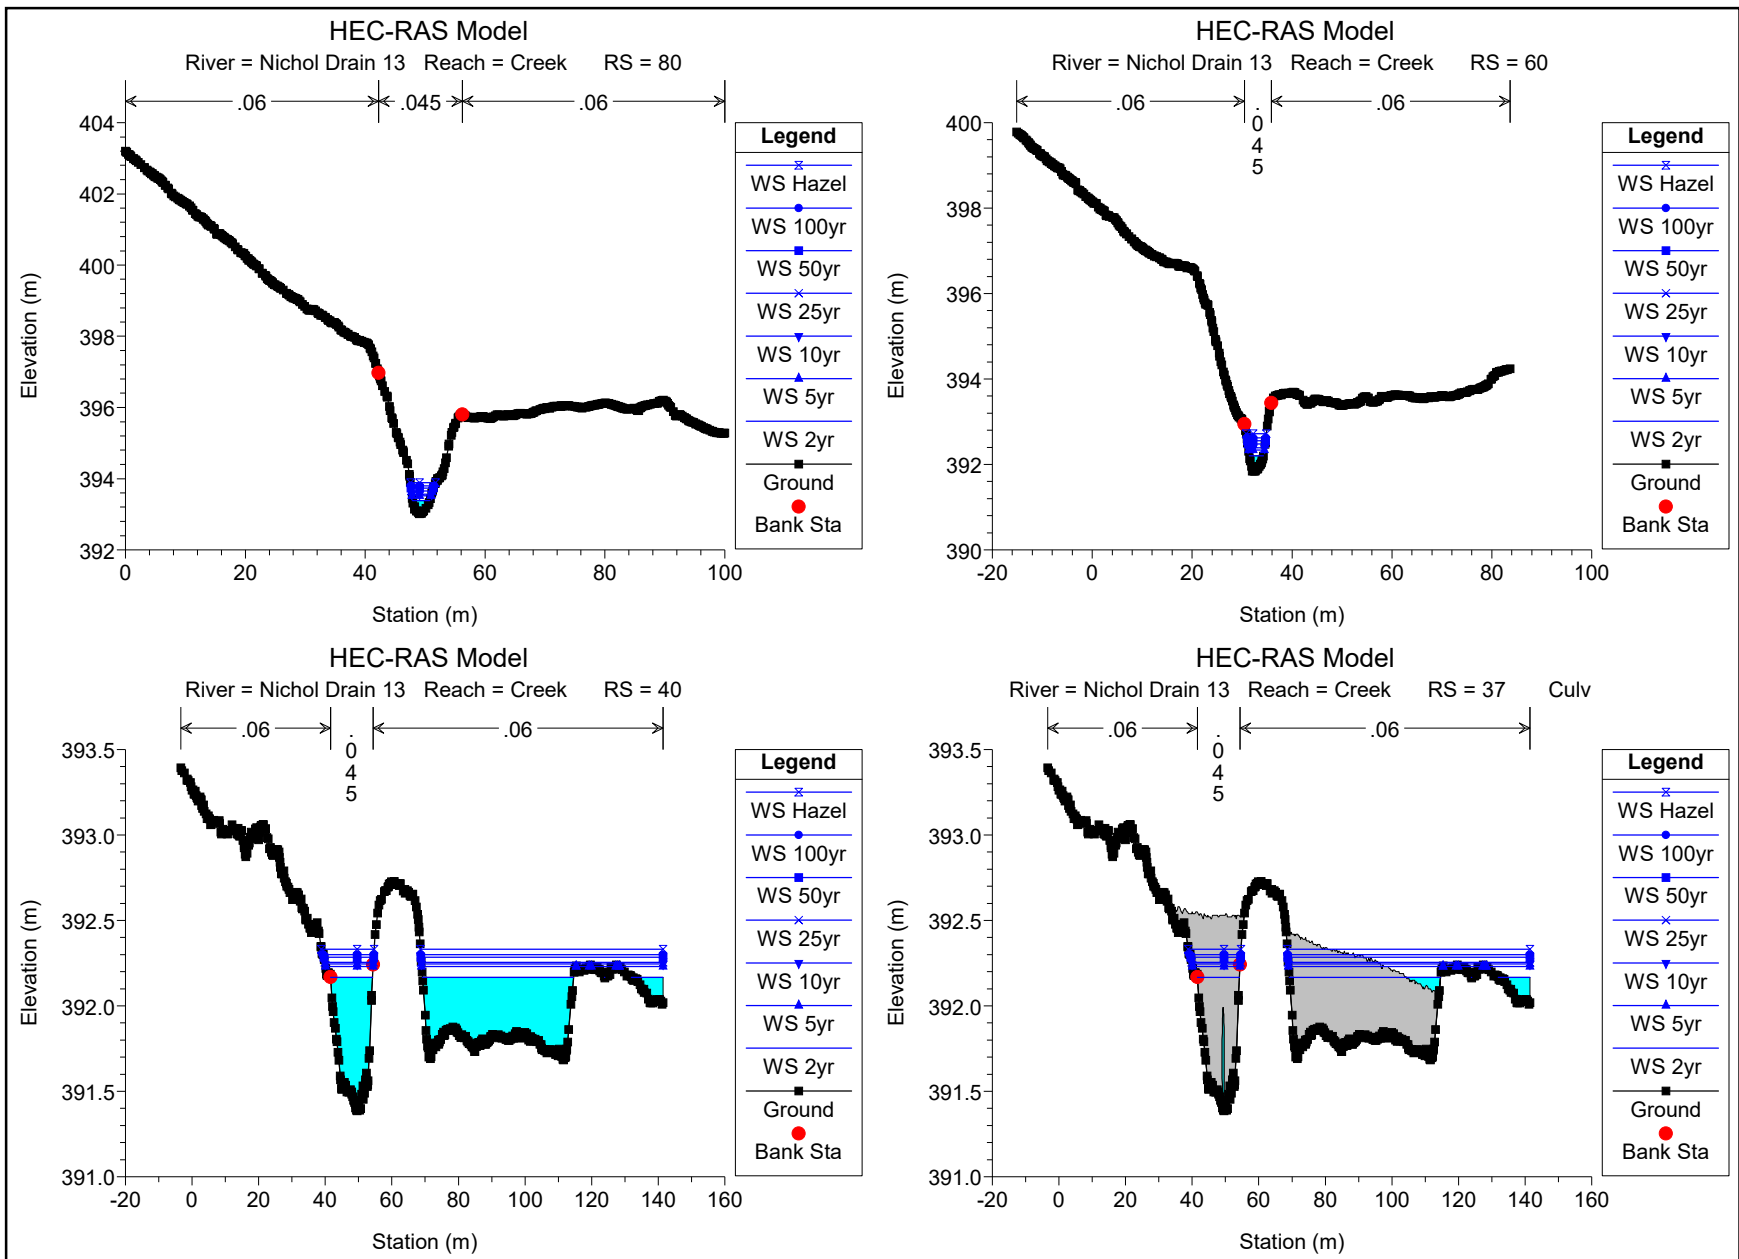 HEC-RAS Model
River = Nichol Drain 13 Reach = Creek RS = 80
.06 .045 .06
404
402
400
398
396
394
392
0 20 40 60 80 100
Station (m)
Elevation (m)
Legend
WS Hazel
WS 100yr
WS 50yr
WS 25yr
WS 10yr
WS 5yr
WS 2yr
Ground
Bank Sta
HEC-RAS Model
River = Nichol Drain 13 Reach = Creek RS = 60
.06 .045 .06
400
398
396
394
392
390
-20 0 20 40 60 80 100
Station (m)
Elevation (m)
Legend
WS Hazel
WS 100yr
WS 50yr
WS 25yr
WS 10yr
WS 5yr
WS 2yr
Ground
Bank Sta
HEC-RAS Model
River = Nichol Drain 13 Reach = Creek RS = 40
.06 .045 .06
393.5
393.0
392.5
392.0
391.5
391.0
-20 0 20 40 60 80 100 120 140 160
Station (m)
Elevation (m)
Legend
WS Hazel
WS 100yr
WS 50yr
WS 25yr
WS 10yr
WS 5yr
WS 2yr
Ground
Bank Sta
HEC-RAS Model
River = Nichol Drain 13 Reach = Creek RS = 37 Culv
.06 .045 .06
393.5
393.0
392.5
392.0
391.5
391.0
-20 0 20 40 60 80 100 120 140 160
Station (m)
Elevation (m)
Legend
WS Hazel
WS 100yr
WS 50yr
WS 25yr
WS 10yr
WS 5yr
WS 2yr
Ground
Bank Sta